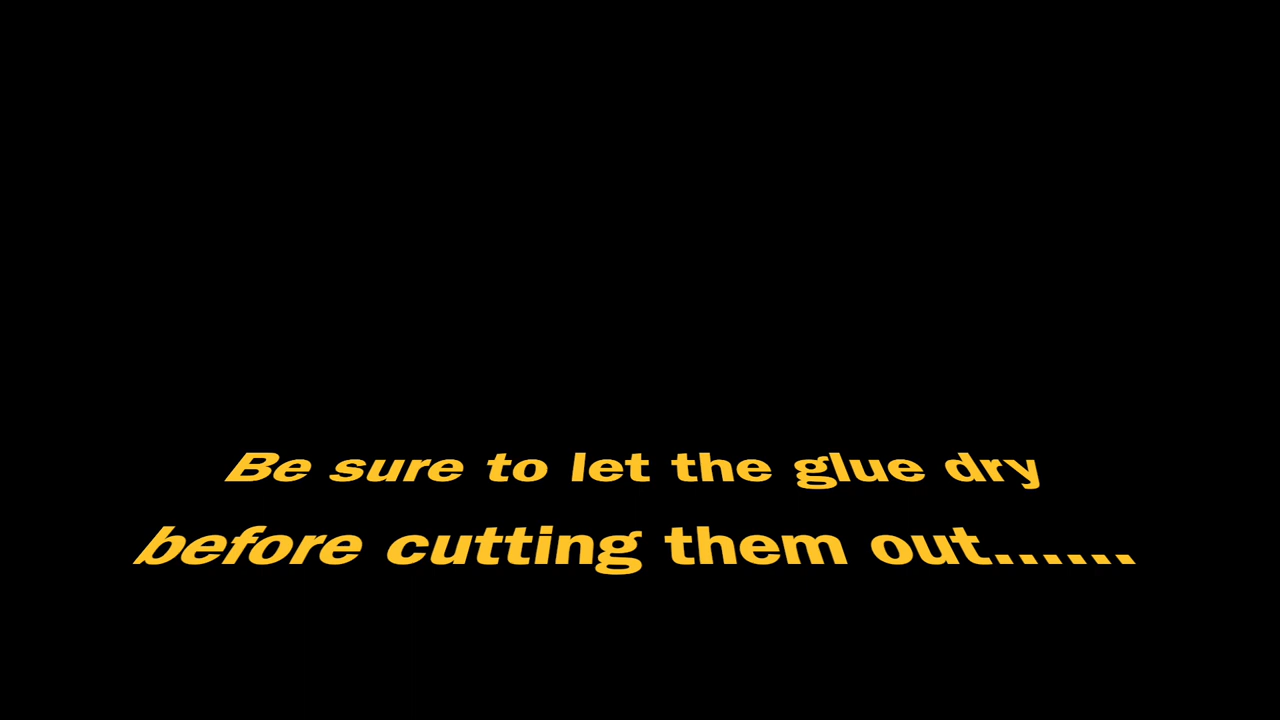 Be sure to let the glue dry
before cutting them out......